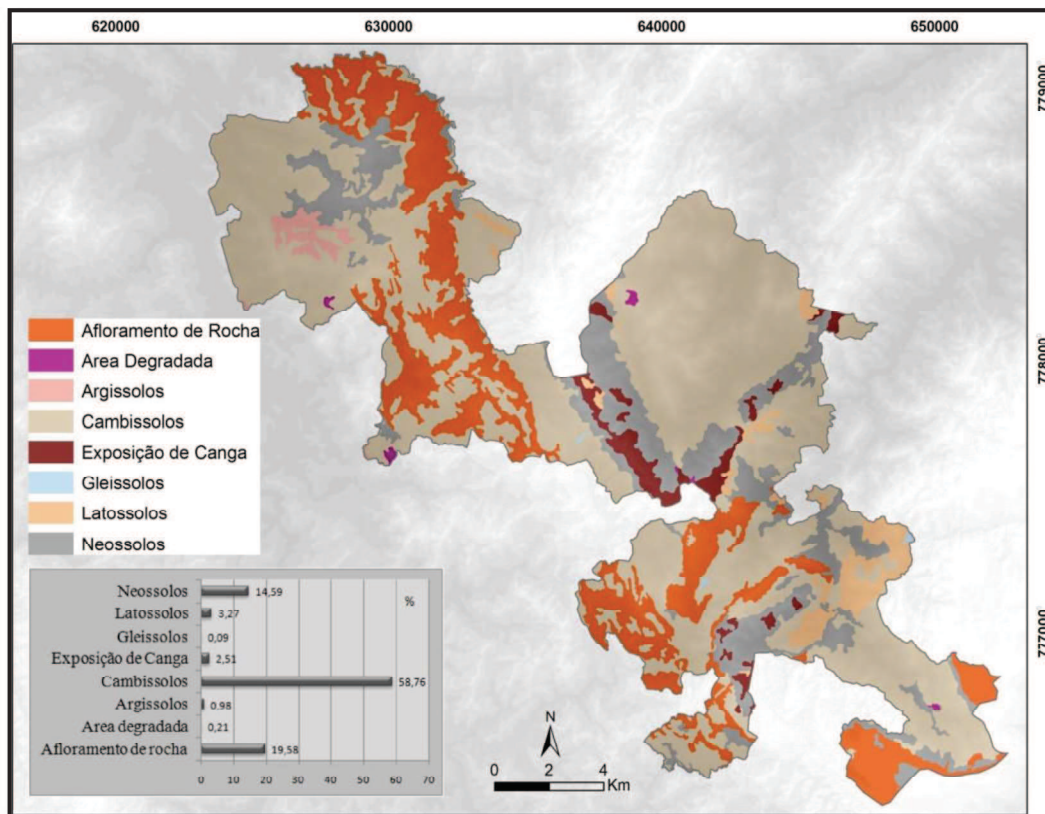 620000 630000 640000 650000
779000
778000
777000
Afloramento de Rocha
Area Degradada
Argissolos
Cambissolos
Exposição de Canga
Gleissolos
Latossolos
Neossolos
%
Neossolos 14,59
Latossolos 3,27
Gleissolos 0,09
Exposição de Canga 2,51
Cambissolos 58,76
Argissolos 0,98
Area degradada 0,21
Afloramento de rocha 19,58
0 10 20 30 40 50 60 70
N
0 2 4
Km